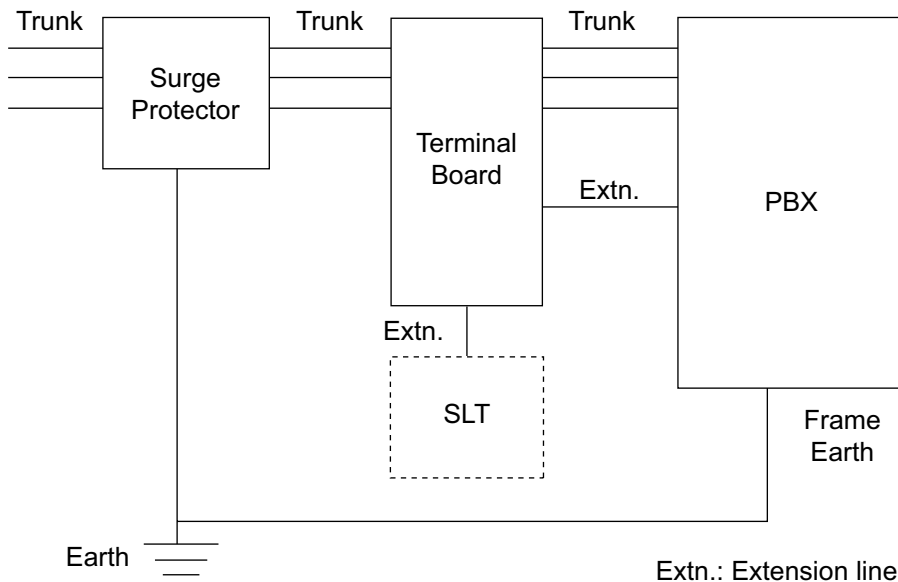 Trunk
Trunk
Trunk
Surge
Protector
Terminal
Board
Extn.
PBX
Extn.
SLT
Frame
Earth
Earth
Extn.: Extension line